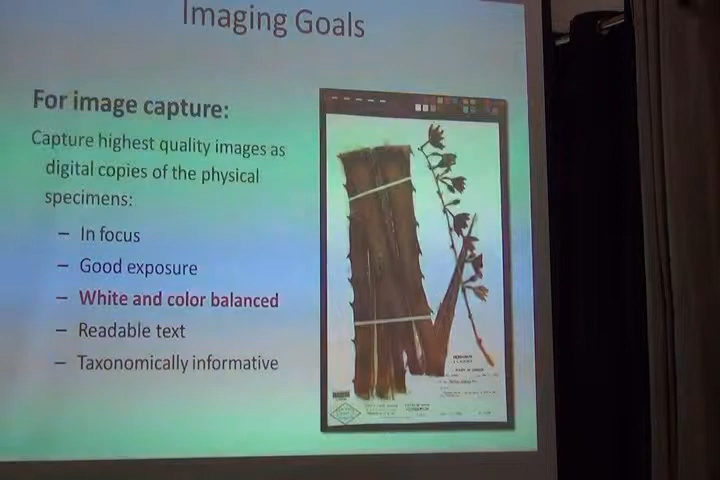 Imaging Goals
For image capture:
Capture highest quality images as
digital copies of the physical
specimens:
– In focus
– Good exposure
– White and color balanced
– Readable text
– Taxonomically informative